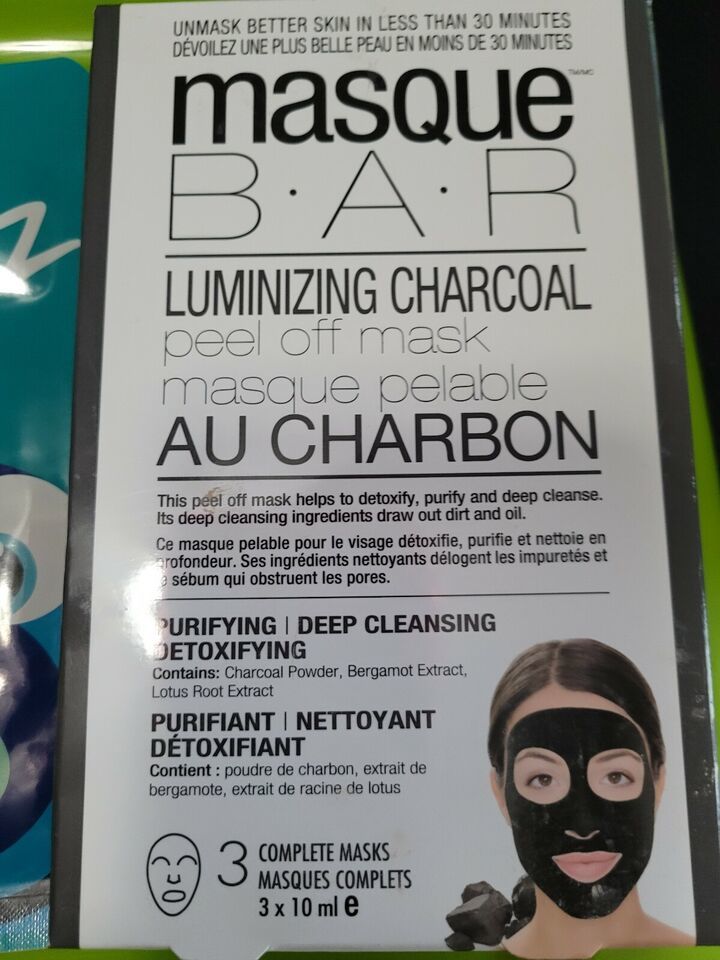 UNMASK BETTER SKIN IN LESS THAN 30 MINUTES
DÉVOILEZ UNE PLUS BELLE PEAU EN MOINS DE 30 MINUTES
masque TM/MC
B·A·R
LUMINIZING CHARCOAL
peel off mask
masque pelable
AU CHARBON
This peel off mask helps to detoxify, purify and deep cleanse.
Its deep cleansing ingredients draw out dirt and oil.
Ce masque pelable pour le visage détoxifie, purifie et nettoie en
profondeur. Ses ingrédients nettoyants délogent les impuretés et
sébum qui obstruent les pores.
PURIFYING | DEEP CLEANSING
DETOXIFYING
Contains: Charcoal Powder, Bergamot Extract,
Lotus Root Extract
PURIFIANT | NETTOYANT
DÉTOXIFIANT
Contient : poudre de charbon, extrait de
bergamote, extrait de racine de lotus
3 COMPLETE MASKS
MASQUES COMPLETS
3 x 10 ml e